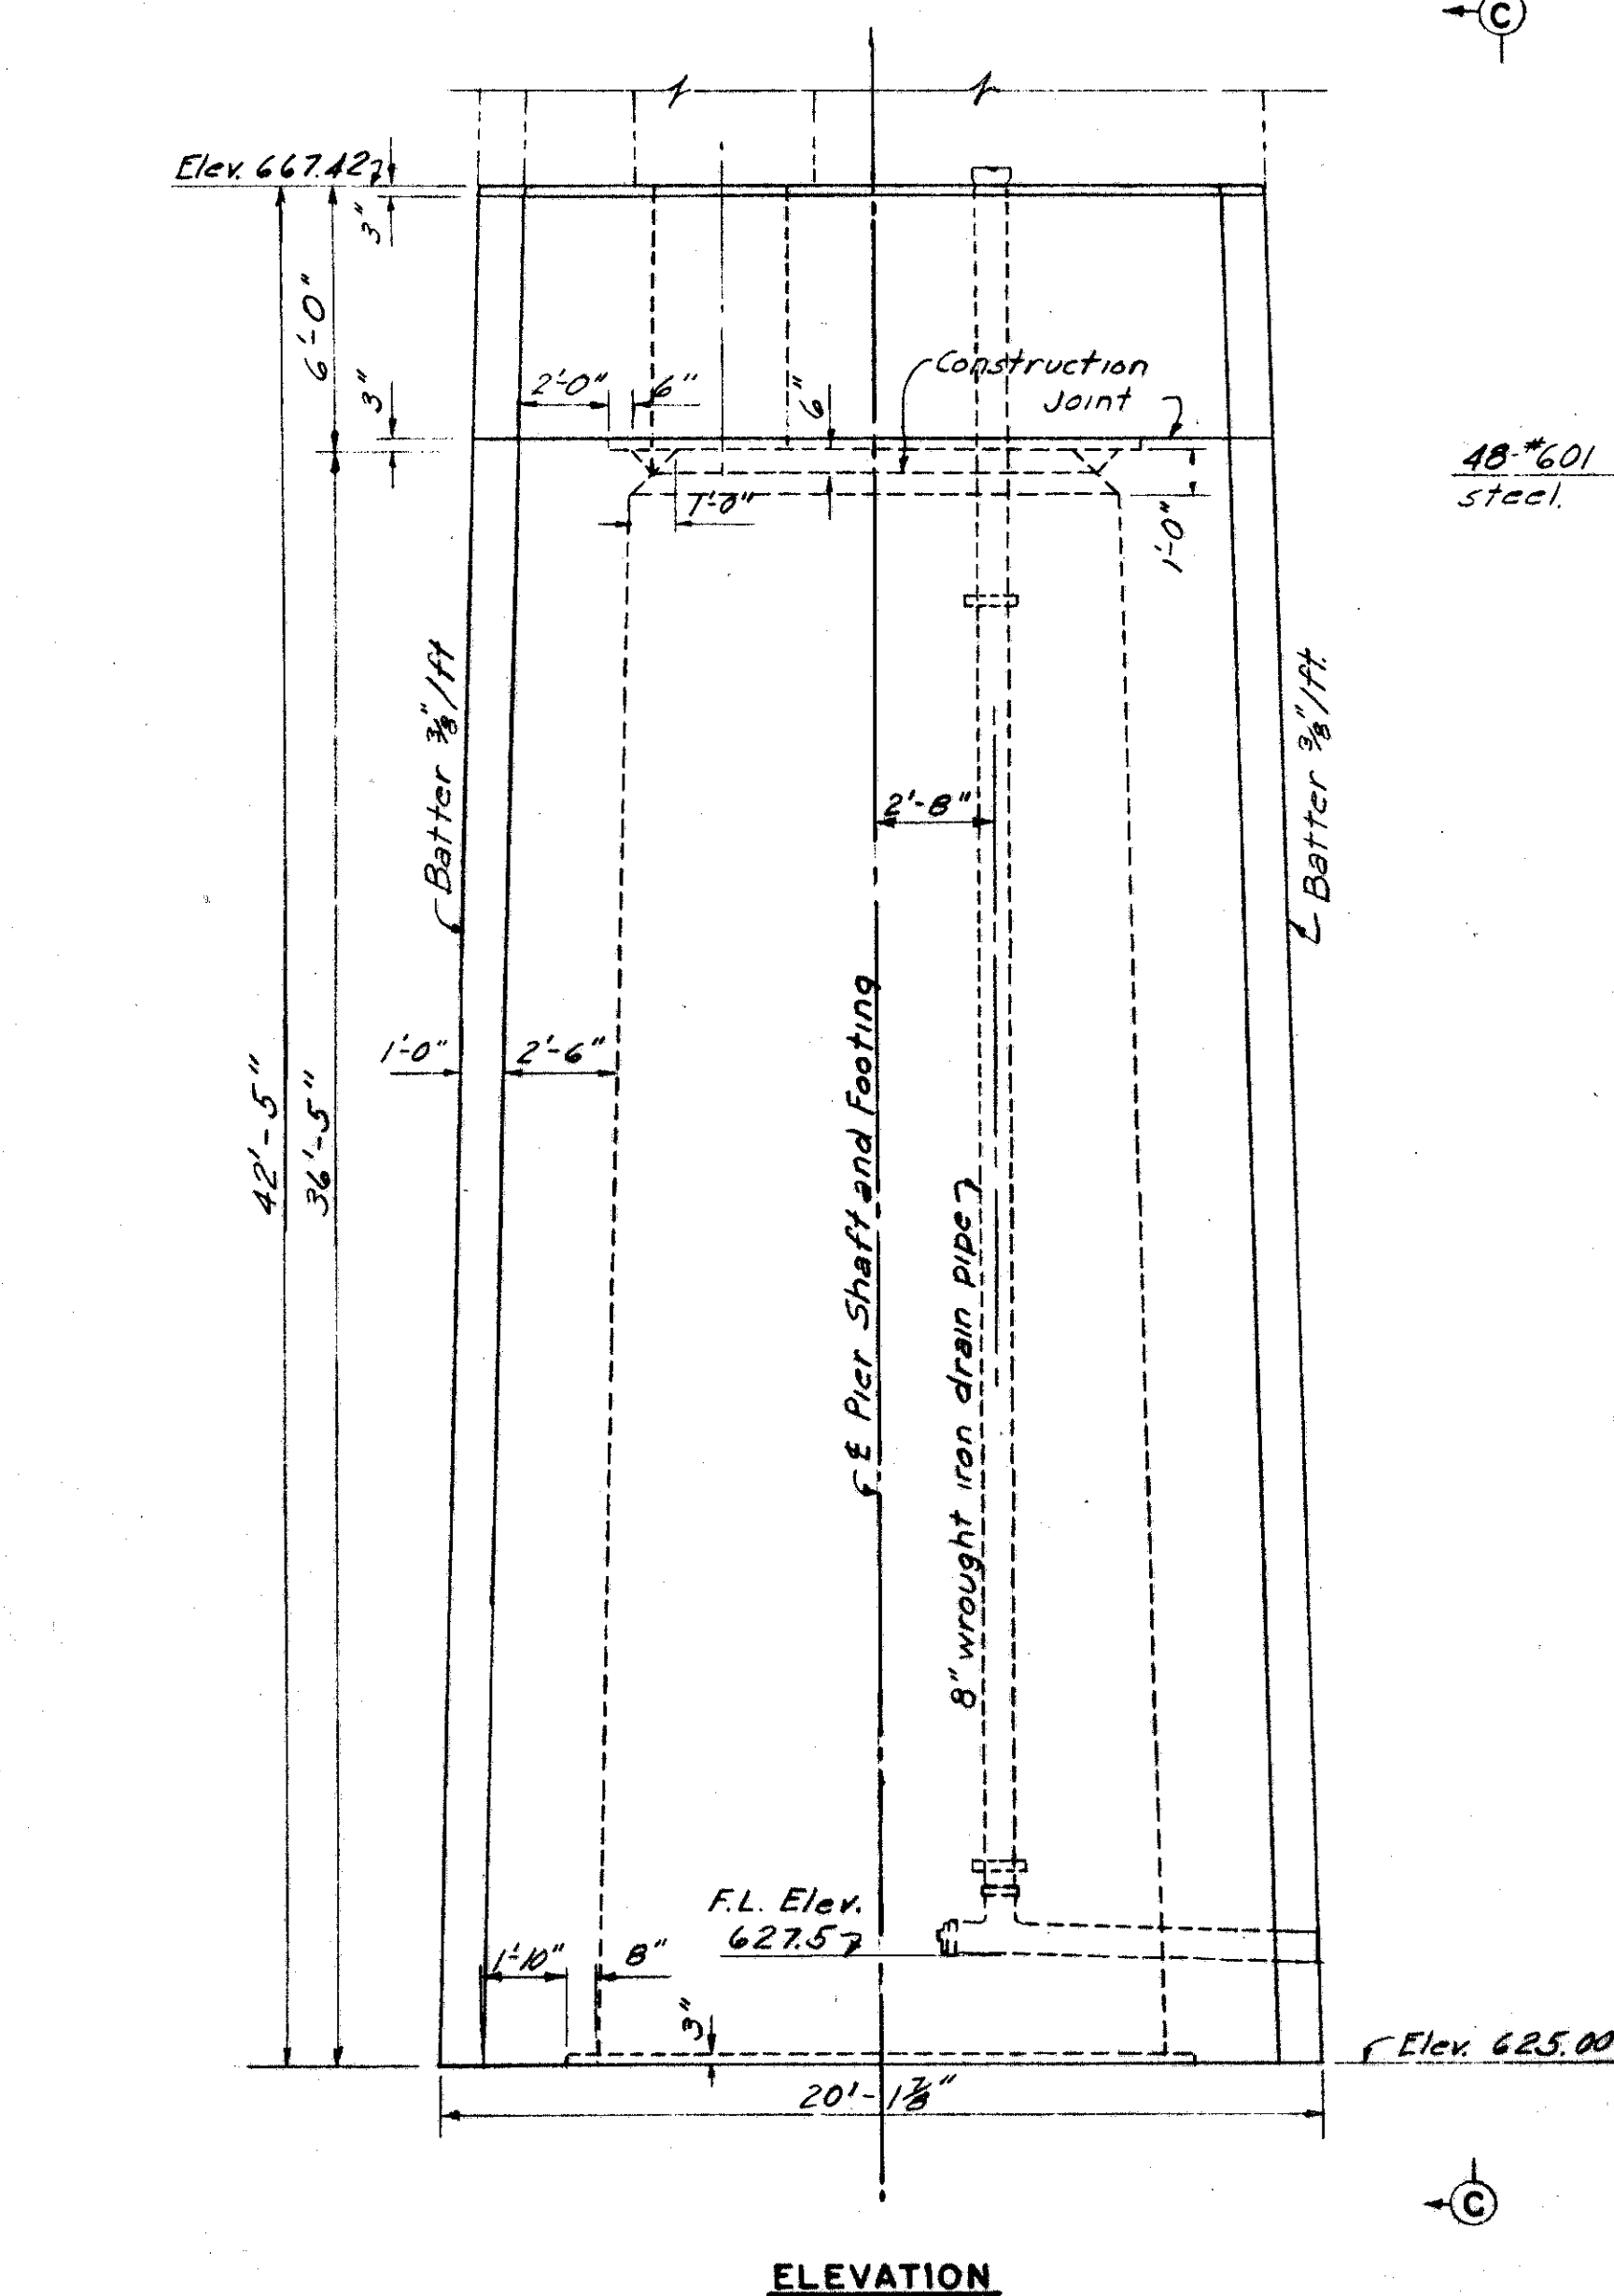 C
Elev. 667.42
3"
6'-0"
3"
2'-0"
6"
6"
Construction
Joint
48-#601
steel.
1'-0"
1'-0"
Batter 3/8"/ft
Batter 3/8"/ft.
2'-8"
1'-0"
2'-6"
42'-5"
36'-5"
℄ Pier Shaft and Footing
8" wrought iron drain pipe
F.L. Elev.
627.5
1'-10"
8"
3"
Elev. 625.00
20'-1 7/8"
C
ELEVATION